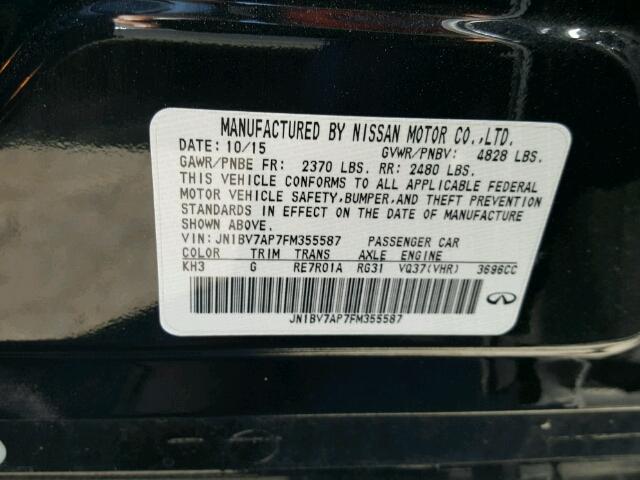 MANUFACTURED BY NISSAN MOTOR CO.,LTD.
DATE: 10/15 GVWR/PNBV: 4828 LBS.
GAWR/PNBE FR: 2370 LBS. RR: 2480 LBS.
THIS VEHICLE CONFORMS TO ALL APPLICABLE FEDERAL
MOTOR VEHICLE SAFETY,BUMPER,AND THEFT PREVENTION
STANDARDS IN EFFECT ON THE DATE OF MANUFACTURE
SHOWN ABOVE.
VIN: JN1BV7AP7FM355587 PASSENGER CAR
COLOR TRIM TRANS AXLE ENGINE
KH3 G RE7R01A RG31 VQ37(VHR) 3696CC
JN1BV7AP7FM355587